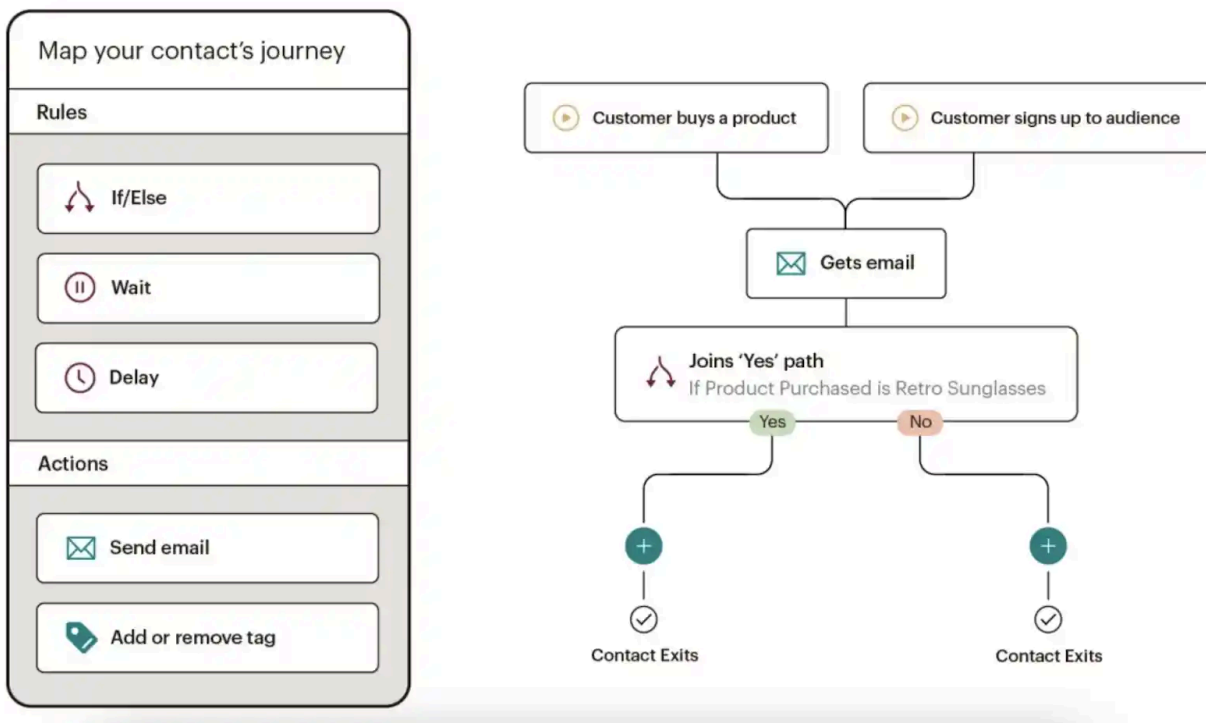 Map your contact’s journey
Rules
If/Else
Wait
Delay
Actions
Send email
Add or remove tag
Customer buys a product
Customer signs up to audience
Gets email
Joins ‘Yes’ path
If Product Purchased is Retro Sunglasses
Yes
No
Contact Exits
Contact Exits